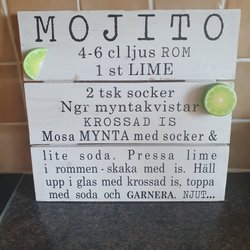 MOJITO
4-6 cl ljus ROM
1 st LIME
2 tsk socker
Ngr myntakvistar
KROSSAD IS
Mosa MYNTA med socker &
lite soda. Pressa lime
i rommen - skaka med is. Häll
upp i glas med krossad is, toppa
med soda och GARNERA. NJUT...